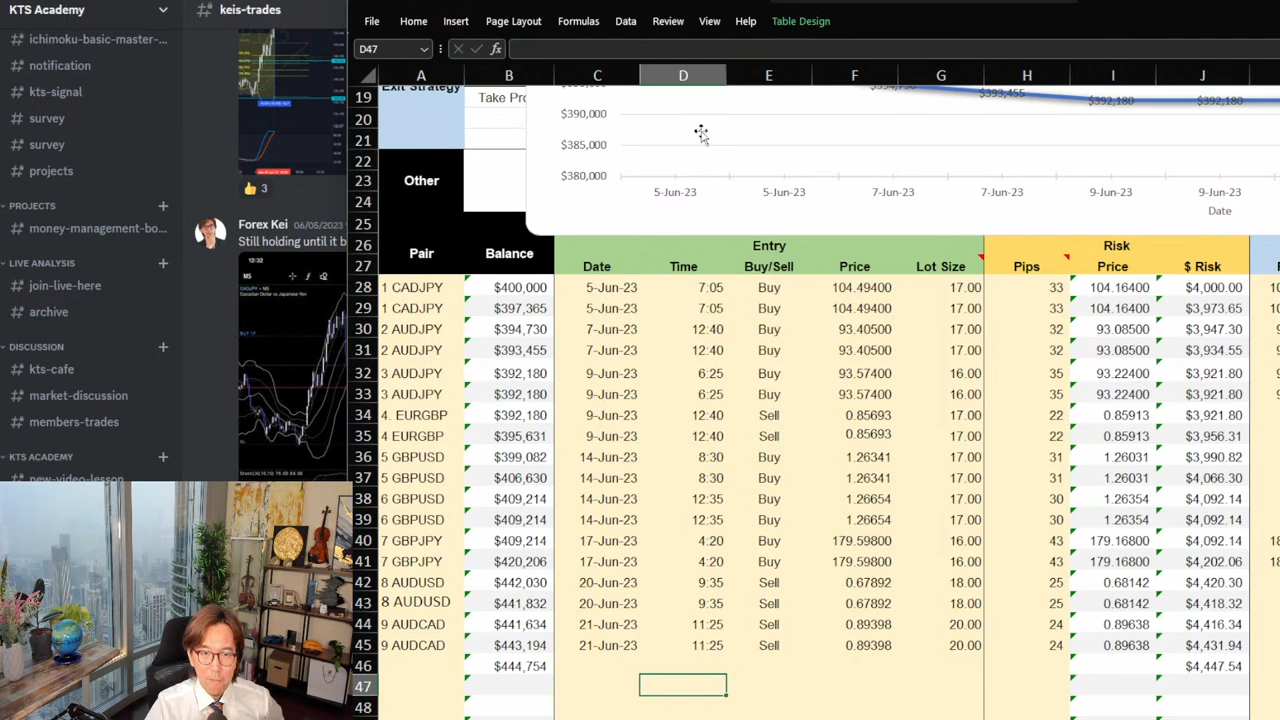 KTS Academy
keis-trades
ichimoku-basic-master-...
notification
kts-signal
survey
survey
projects
3
PROJECTS
money-management-bo...
LIVE ANALYSIS
join-live-here
archive
DISCUSSION
kts-cafe
market-discussion
members-trades
KTS ACADEMY
new-video-lesson
Forex Kei 06/05/2023
Still holding until it b
12:32
M5
CADJPY • M5
Canadian Dollar vs Japanese Yen
BUY 17
File Home Insert Page Layout Formulas Data Review View Help Table Design
D47 fx
A B C D E F H I J
19 Exit Strategy Take Pro
20 $390,000 $393,455 $392,180 $392,180
21 $385,000
22 $380,000
23 Other 5-Jun-23 5-Jun-23 7-Jun-23 7-Jun-23 9-Jun-23 9-Jun-23
24 Date
25
26 Pair Balance Entry Risk
27 Date Time Buy/Sell Price Lot Size Pips Price $ Risk
28 1 CADJPY $400,000 5-Jun-23 7:05 Buy 104.49400 17.00 33 104.16400 $4,000.00
29 1 CADJPY $397,365 5-Jun-23 7:05 Buy 104.49400 17.00 33 104.16400 $3,973.65
30 2 AUDJPY $394,730 7-Jun-23 12:40 Buy 93.40500 17.00 32 93.08500 $3,947.30
31 2 AUDJPY $393,455 7-Jun-23 12:40 Buy 93.40500 17.00 32 93.08500 $3,934.55
32 3 AUDJPY $392,180 9-Jun-23 6:25 Buy 93.57400 16.00 35 93.22400 $3,921.80
33 3 AUDJPY $392,180 9-Jun-23 6:25 Buy 93.57400 16.00 35 93.22400 $3,921.80
34 4. EURGBP $392,180 9-Jun-23 12:40 Sell 0.85693 17.00 22 0.85913 $3,921.80
35 4 EURGBP $395,631 9-Jun-23 12:40 Sell 0.85693 17.00 22 0.85913 $3,956.31
36 5 GBPUSD $399,082 14-Jun-23 8:30 Buy 1.26341 17.00 31 1.26031 $3,990.82
37 5 GBPUSD $406,630 14-Jun-23 8:30 Buy 1.26341 17.00 31 1.26031 $4,066.30
38 6 GBPUSD $409,214 14-Jun-23 12:35 Buy 1.26654 17.00 30 1.26354 $4,092.14
39 6 GBPUSD $409,214 14-Jun-23 12:35 Buy 1.26654 17.00 30 1.26354 $4,092.14
40 7 GBPJPY $409,214 17-Jun-23 4:20 Buy 179.59800 16.00 43 179.16800 $4,092.14
41 7 GBPJPY $420,206 17-Jun-23 4:20 Buy 179.59800 16.00 43 179.16800 $4,202.06
42 8 AUDUSD $442,030 20-Jun-23 9:35 Sell 0.67892 18.00 25 0.68142 $4,420.30
43 8 AUDUSD $441,832 20-Jun-23 9:35 Sell 0.67892 18.00 25 0.68142 $4,418.32
44 9 AUDCAD $441,634 21-Jun-23 11:25 Sell 0.89398 20.00 24 0.89638 $4,416.34
45 9 AUDCAD $443,194 21-Jun-23 11:25 Sell 0.89398 20.00 24 0.89638 $4,431.94
46 $444,754 $4,447.54
47
48